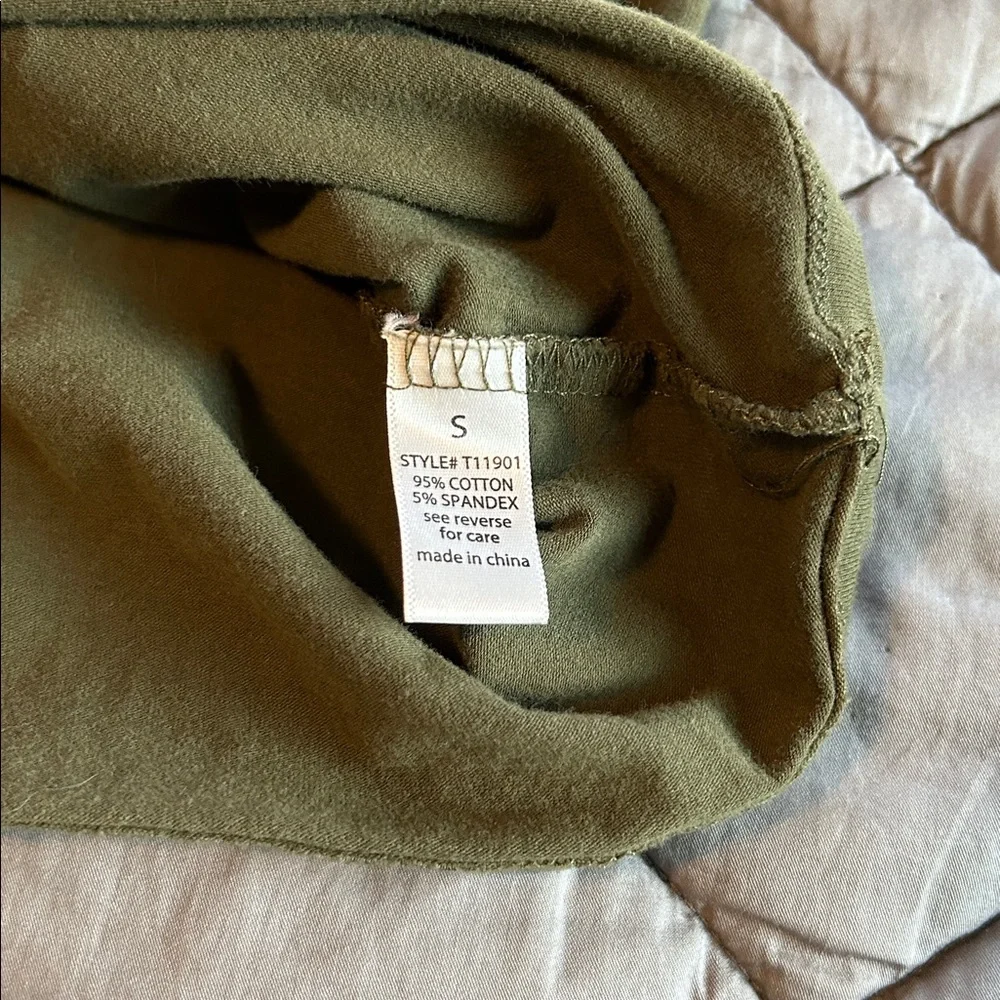 S
STYLE# T11901
95% COTTON
5% SPANDEX
see reverse
for care
made in china